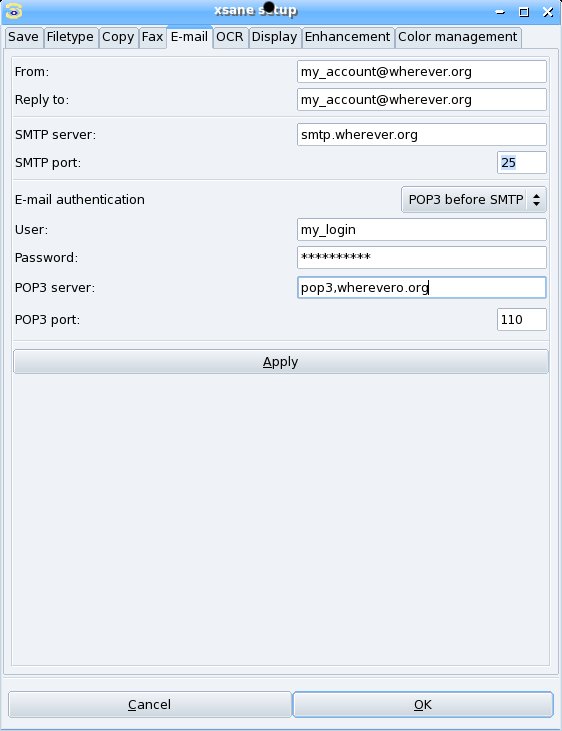 xsane setup
Save Filetype Copy Fax E-mail OCR Display Enhancement Color management
From: my_account@wherever.org
Reply to: my_account@wherever.org
SMTP server: smtp.wherever.org
SMTP port: 25
E-mail authentication POP3 before SMTP
User: my_login
Password: **********
POP3 server: pop3,wherevero.org
POP3 port: 110
Apply
Cancel OK